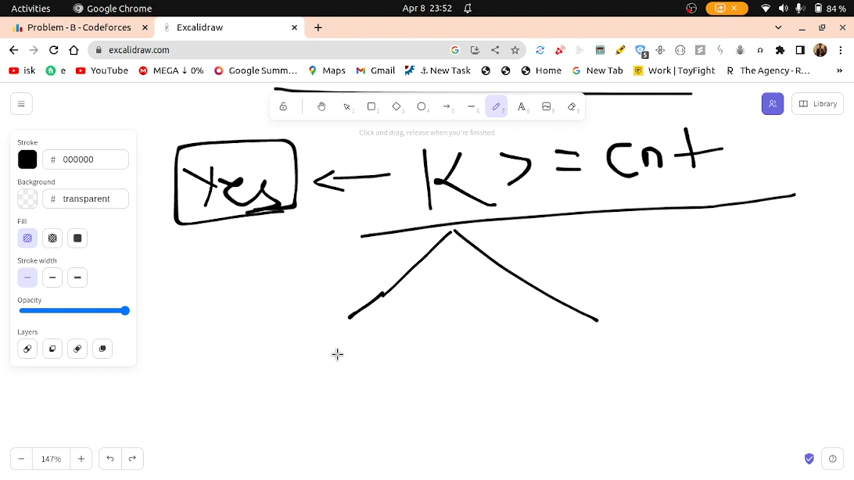 Activities
Google Chrome
Apr 8 23:52
84 %
Problem - B - Codeforces
Excalidraw
excalidraw.com
isk
e
YouTube
MEGA ↓ 0%
Google Summ...
Maps
Gmail
New Task
Home
New Tab
Work | ToyFight
R The Agency - R...
Library
Click and drag, release when you're finished
Stroke
# 000000
Background
# transparent
Fill
Stroke width
Opacity
Layers
Yes ← K >= cnt
− 147% +